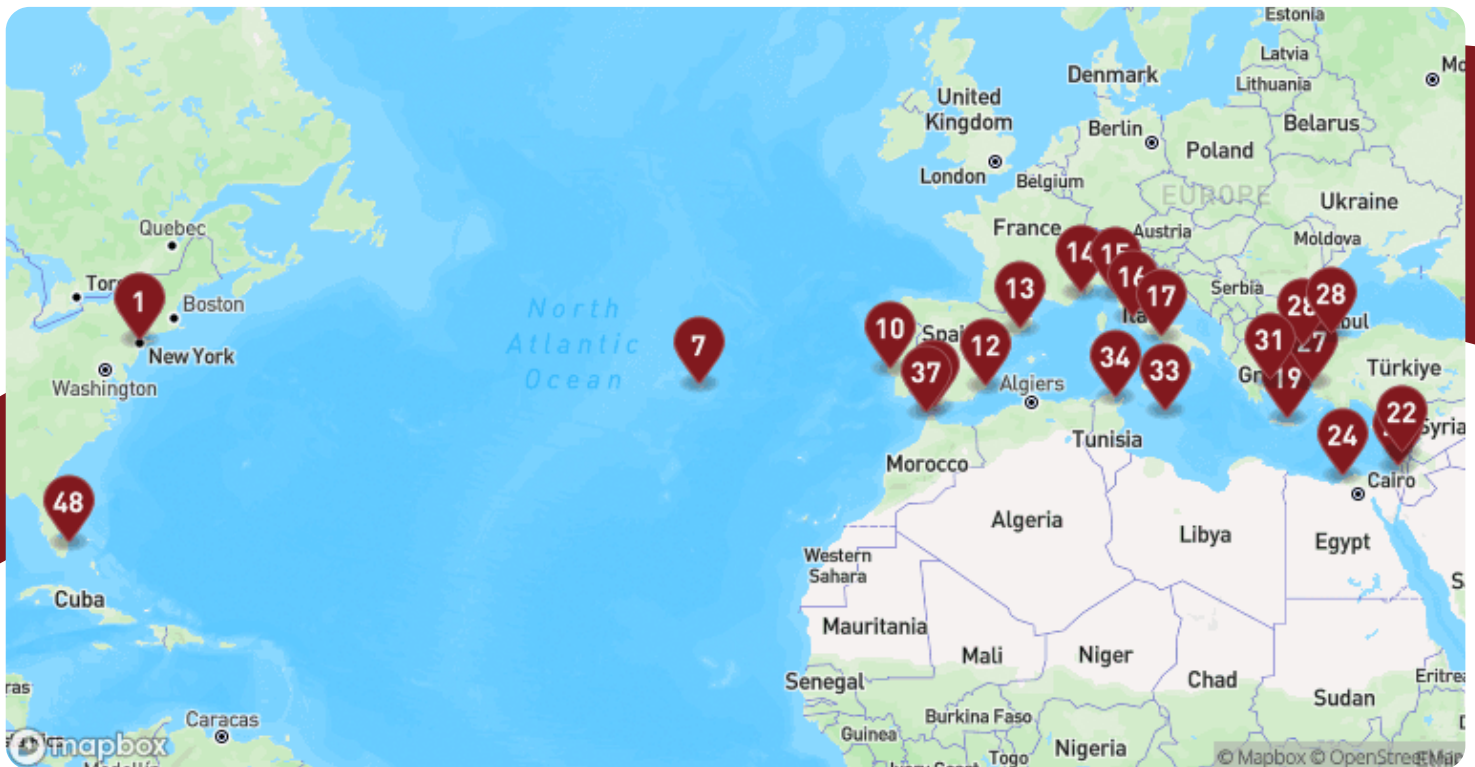 Estonia
Latvia
Lithuania
Denmark
United
Kingdom
Berlin
Belarus
Poland
London
Belgium
EUROPE
Ukraine
France
Austria
Moldova
Quebec
14
15
16
13
17
Serbia
28
28
1
Boston
North
Atlantic
Ocean
7
10
12
31
27
New York
Washington
37
34
33
19
Algiers
Türkiye
22
24
Syria
Tunisia
Morocco
Cairo
48
Algeria
Libya
Egypt
Western
Sahara
Cuba
Mauritania
Mali
Niger
Chad
Senegal
Sudan
Burkina Faso
Caracas
Guinea
Nigeria
Togo
mapbox
© Mapbox © OpenStreetMap